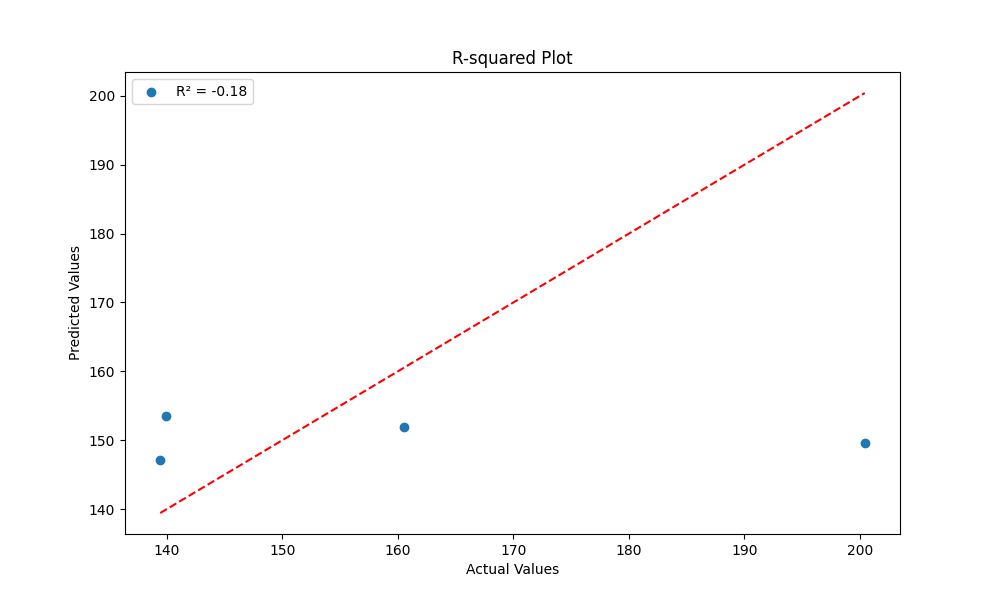 R-squared Plot
R² = -0.18
200
190
180
170
160
150
140
Predicted Values
140 150 160 170 180 190 200
Actual Values